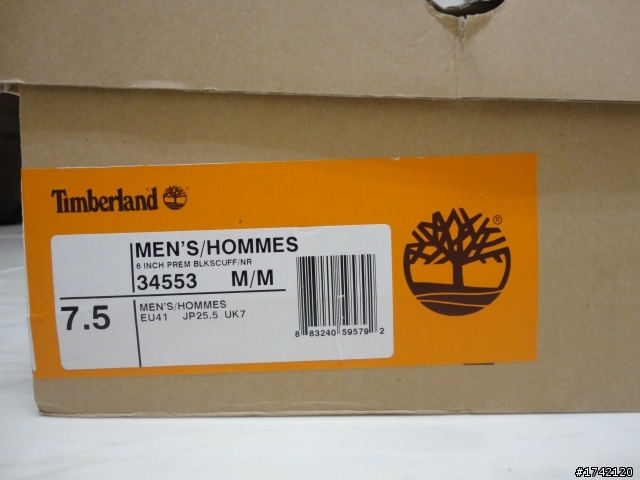 Timberland
MEN'S/HOMMES
6 INCH PREM BLKSCUFF/NR
34553 M/M
7.5
MEN'S/HOMMES
EU41 JP25.5 UK7
8 83240 59579 2
®
#1742120